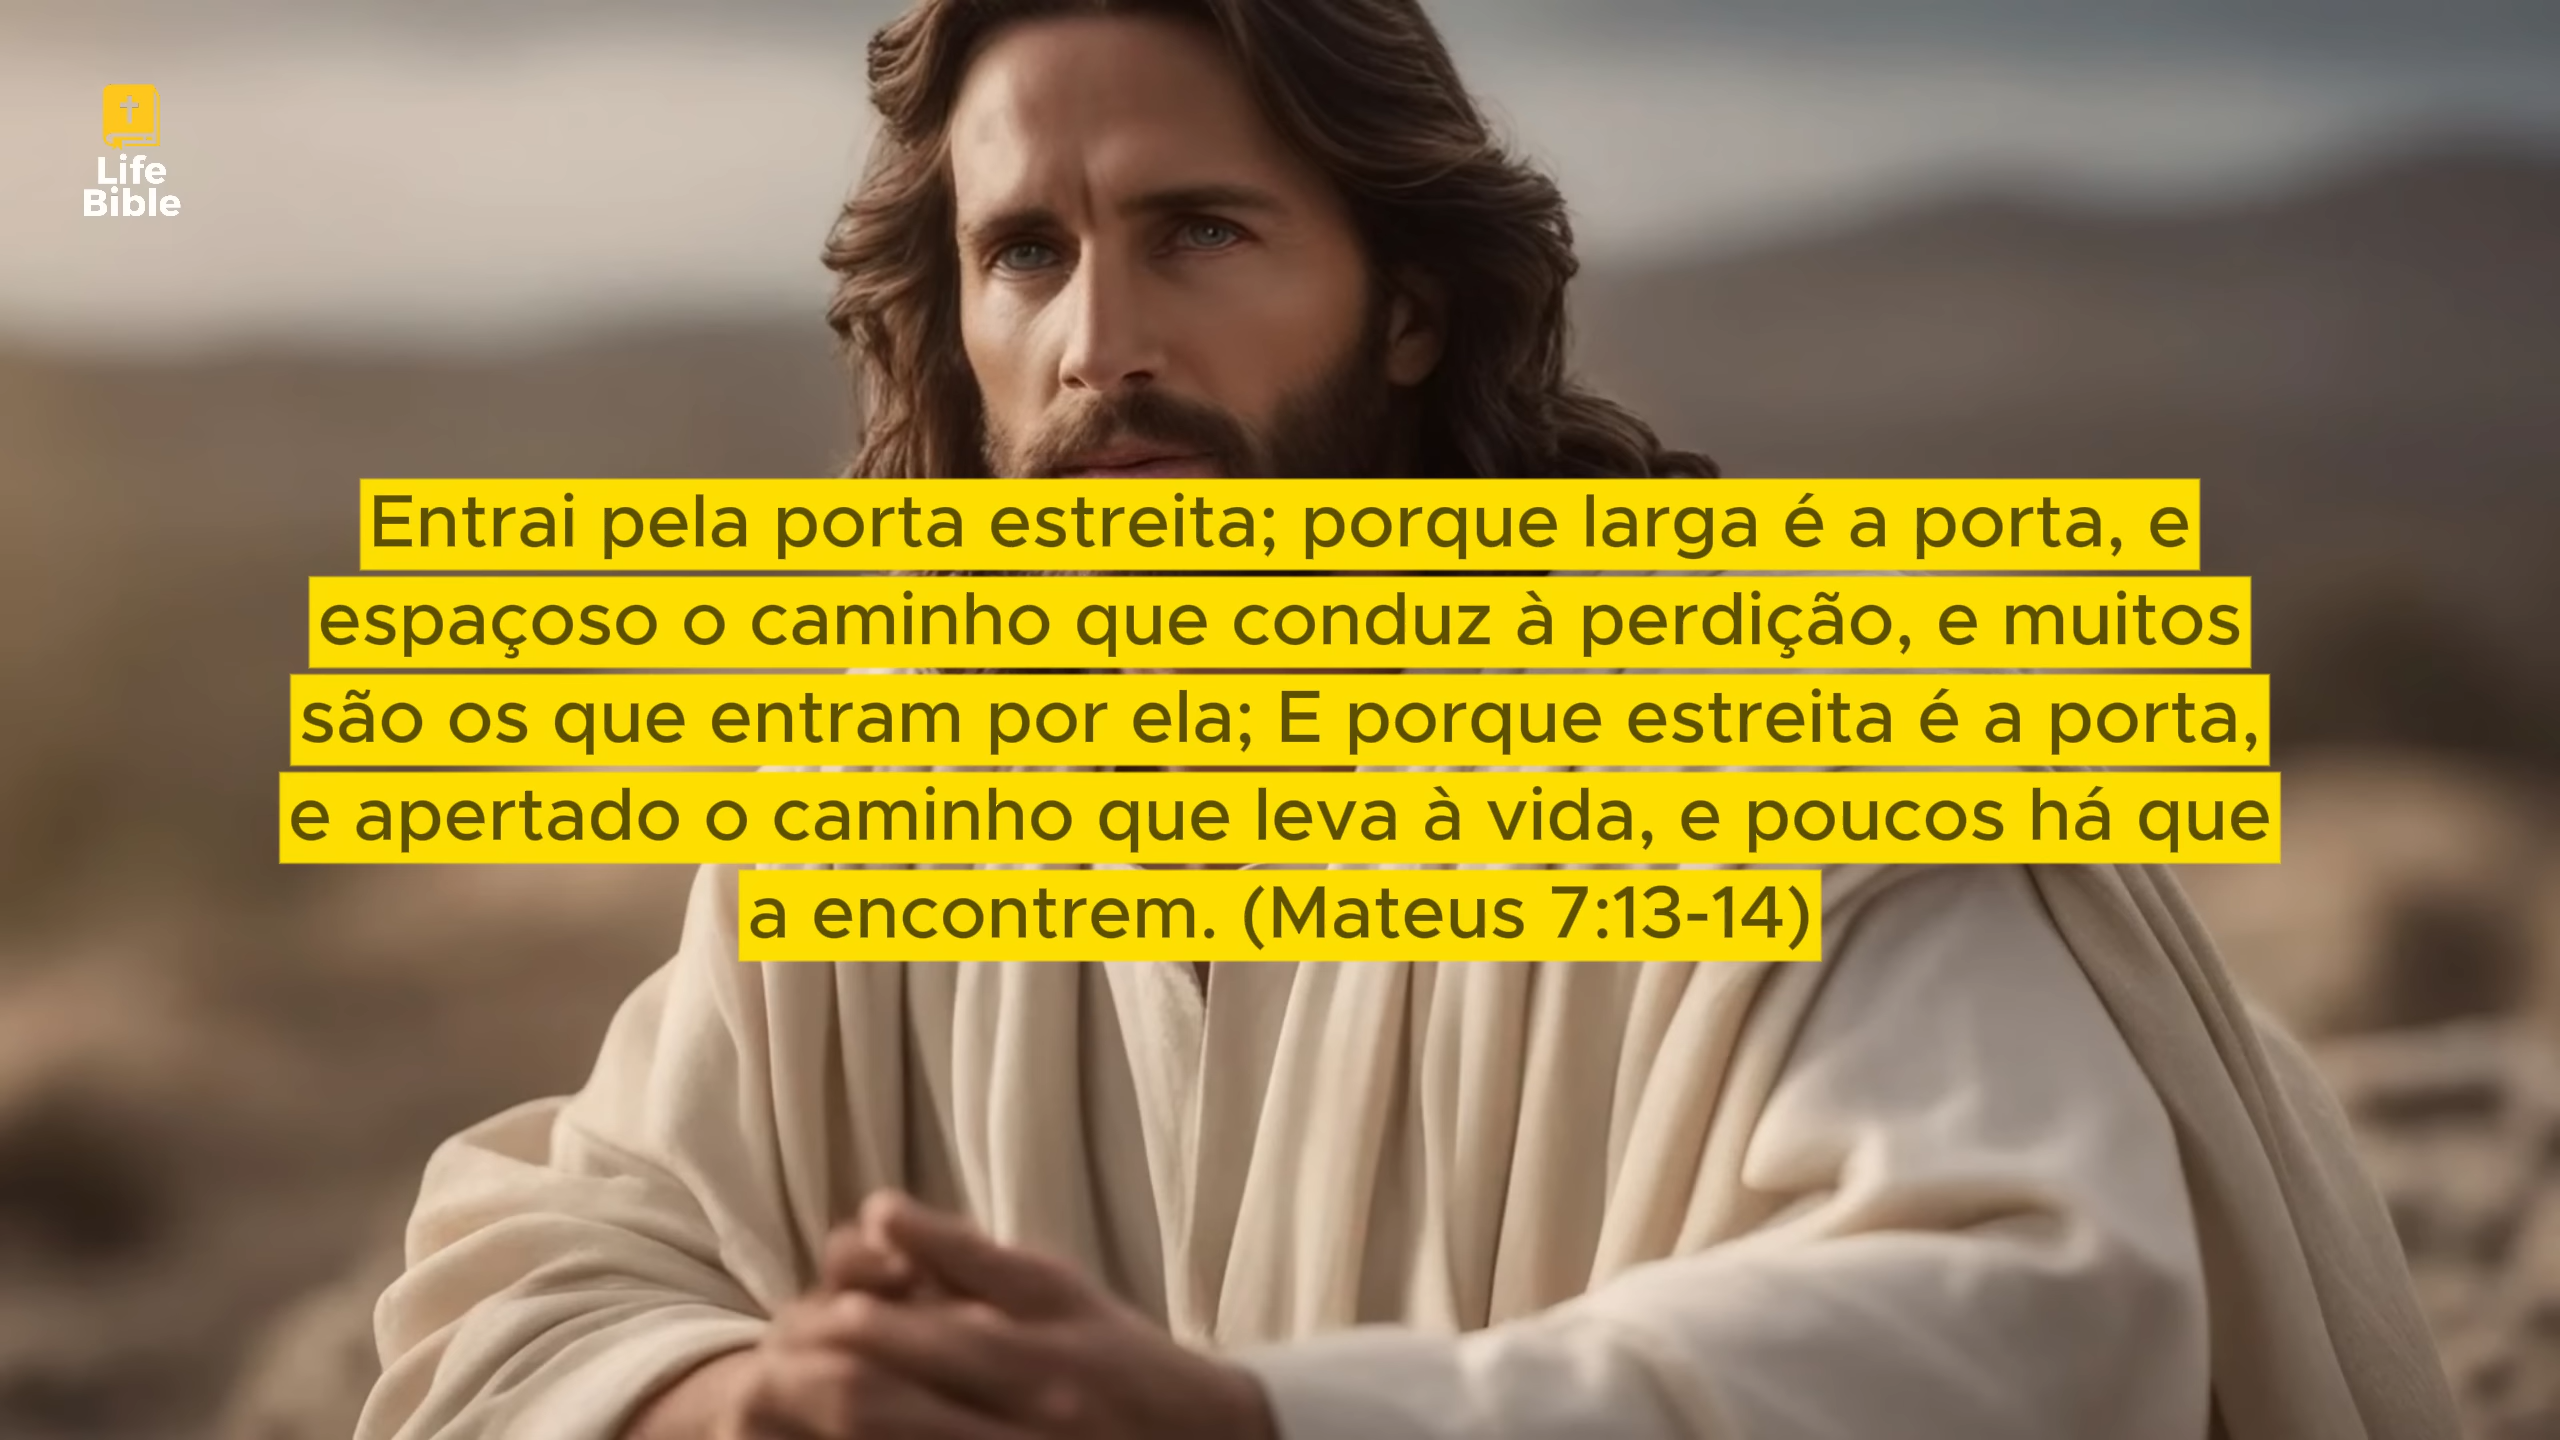 Life
Bible
Entrai pela porta estreita; porque larga é a porta, e
espaçoso o caminho que conduz à perdição, e muitos
são os que entram por ela; E porque estreita é a porta,
e apertado o caminho que leva à vida, e poucos há que
a encontrem. (Mateus 7:13-14)